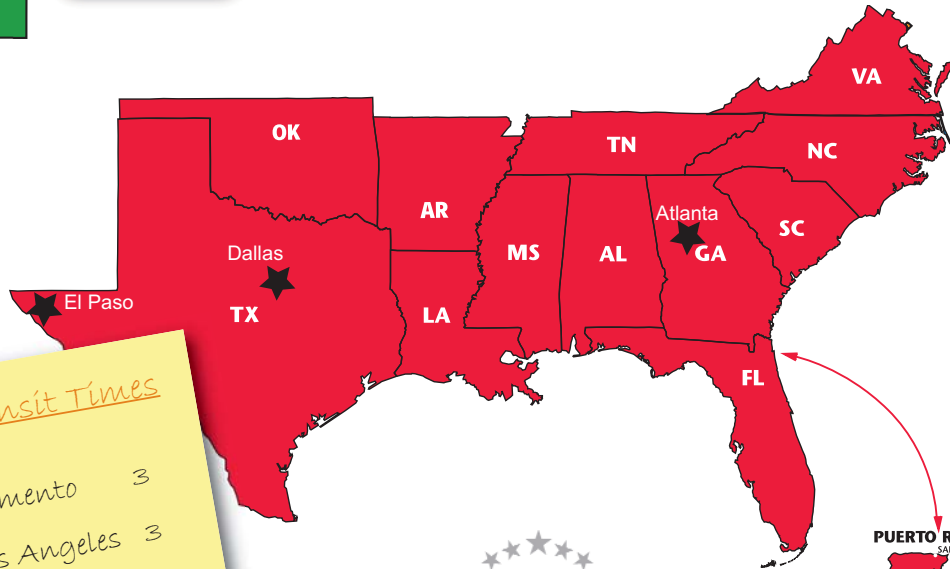 VA
OK
TN
NC
AR
Atlanta
SC
Dallas
MS
AL
GA
El Paso
TX
LA
FL
nsit Times
mento 3
s Angeles 3
PUERTO R
SA